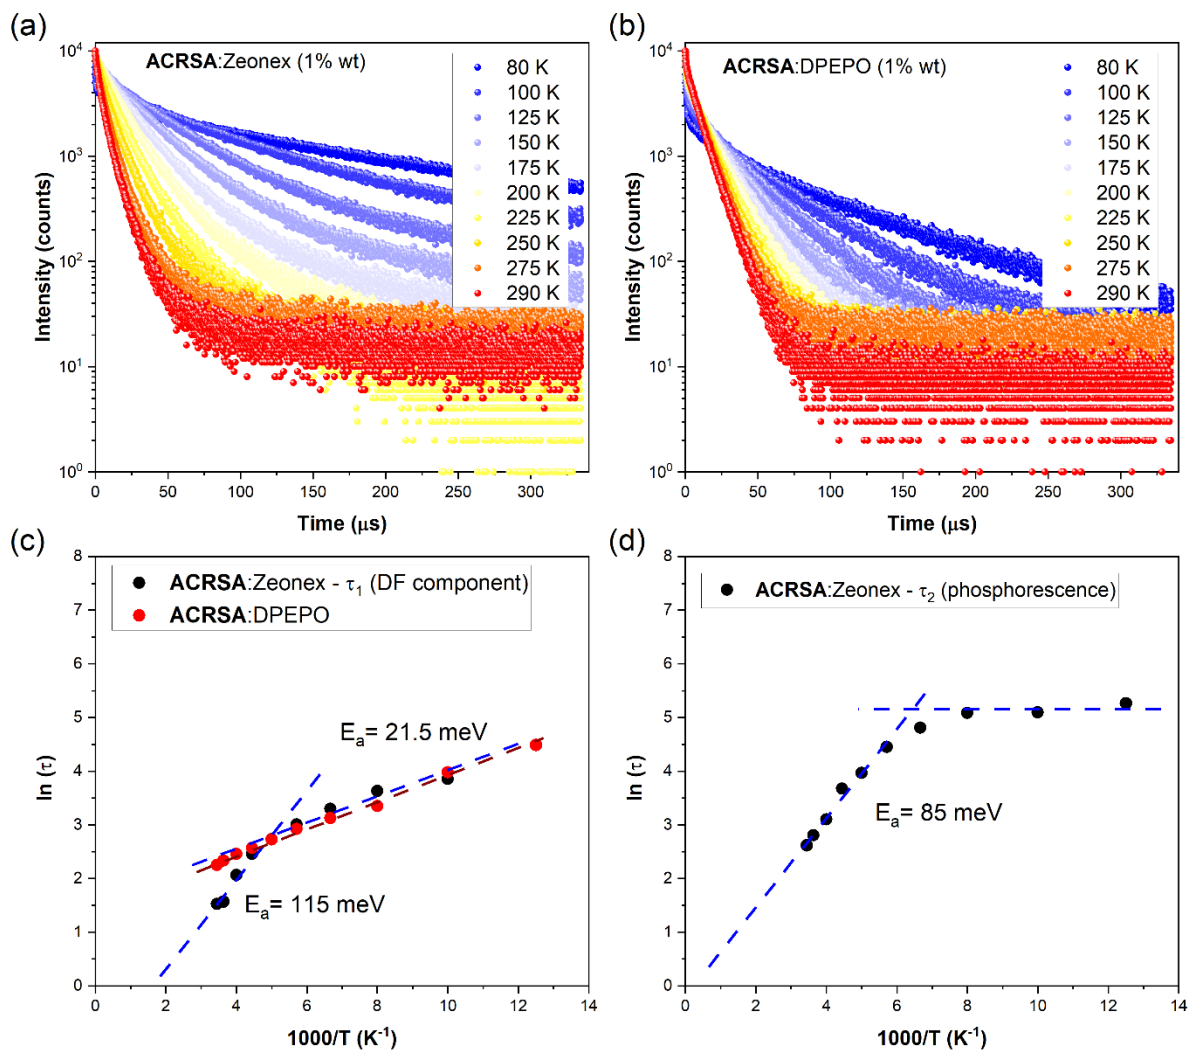 (a)
ACRSA:Zeonex (1% wt)
80 K
100 K
125 K
150 K
175 K
200 K
225 K
250 K
275 K
290 K
10⁴
10³
10²
10¹
10⁰
Intensity (counts)
0 50 100 150 200 250 300
Time (μs)
(b)
ACRSA:DPEPO (1% wt)
80 K
100 K
125 K
150 K
175 K
200 K
225 K
250 K
275 K
290 K
10⁴
10³
10²
10¹
10⁰
Intensity (counts)
0 50 100 150 200 250 300
Time (μs)
(c)
ACRSA:Zeonex - τ₁ (DF component)
ACRSA:DPEPO
Eₐ= 21.5 meV
Eₐ= 115 meV
8
7
6
5
4
3
2
1
0
ln (τ)
0 2 4 6 8 10 12 14
1000/T (K⁻¹)
(d)
ACRSA:Zeonex - τ₂ (phosphorescence)
Eₐ= 85 meV
8
7
6
5
4
3
2
1
0
ln (τ)
0 2 4 6 8 10 12 14
1000/T (K⁻¹)